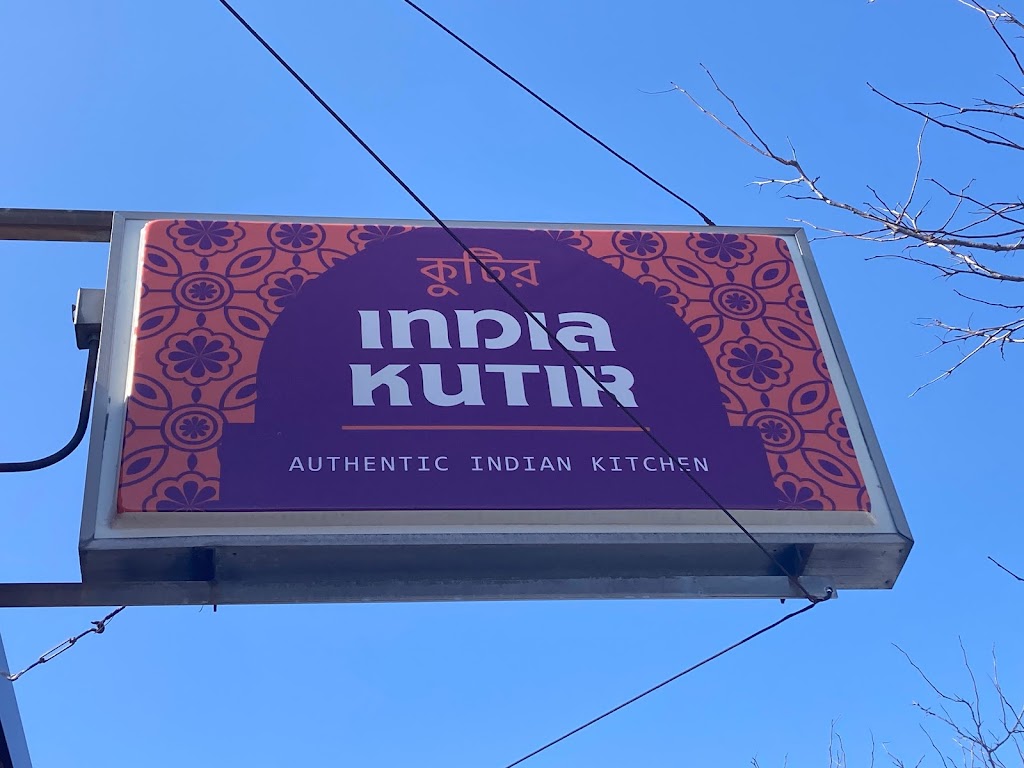 কুটির
INDIA
KUTIR
AUTHENTIC INDIAN KITCHEN